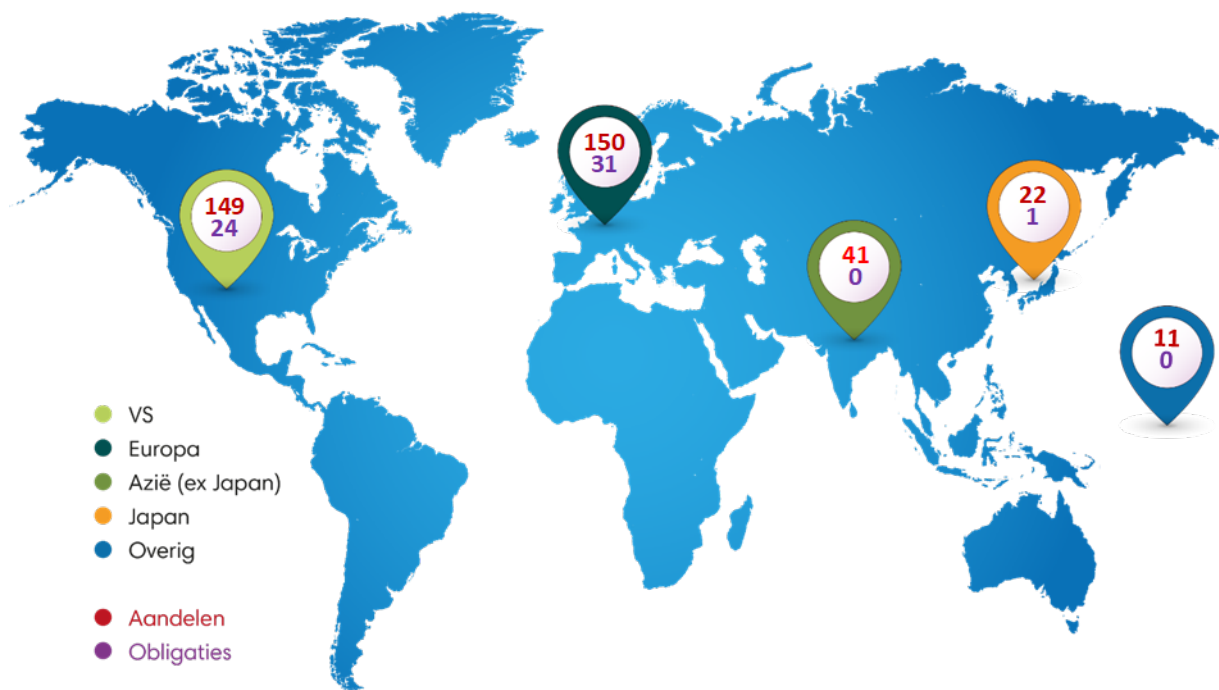 150
31
149
24
22
1
41
0
11
0
VS
Europa
Azië (ex Japan)
Japan
Overig
Aandelen
Obligaties